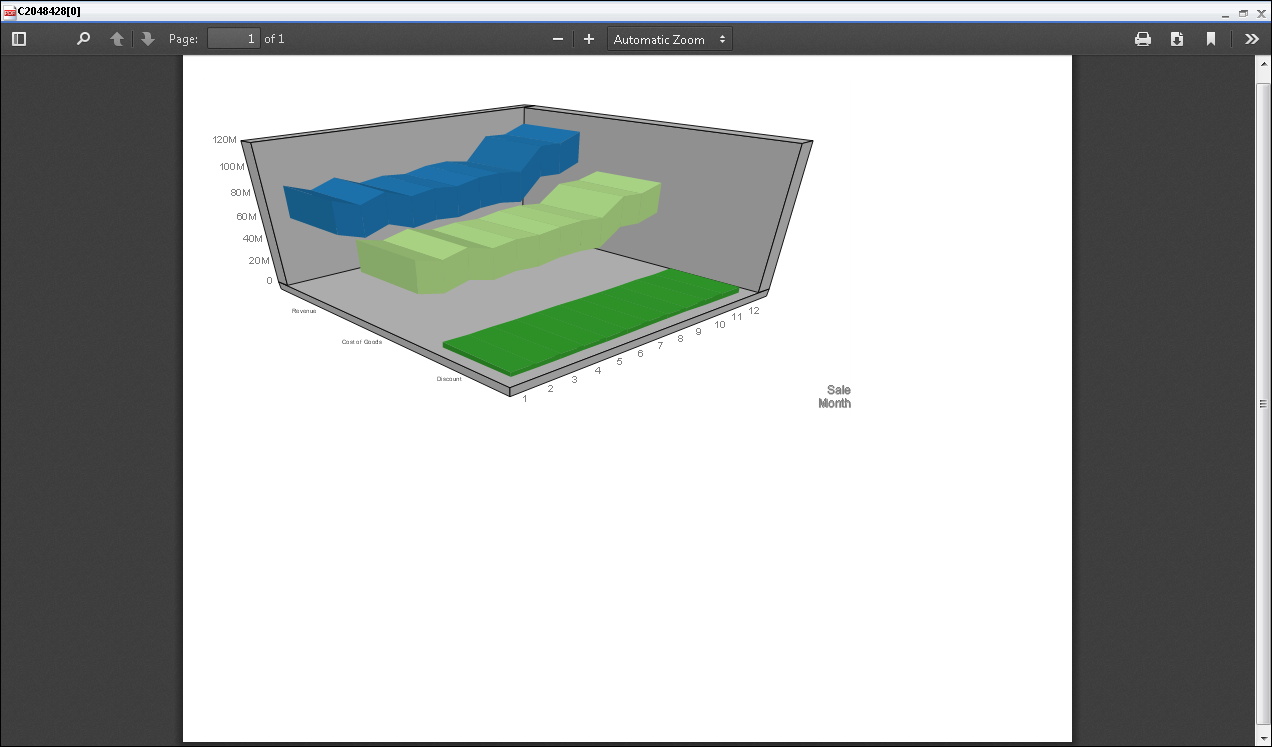 C2048428[0]
Page: 1 of 1
Automatic Zoom
120M
100M
80M
60M
40M
20M
0
Revenue
Cost of Goods
Discount
1
2
3
4
5
6
7
8
9
10
11
12
Sale
Month